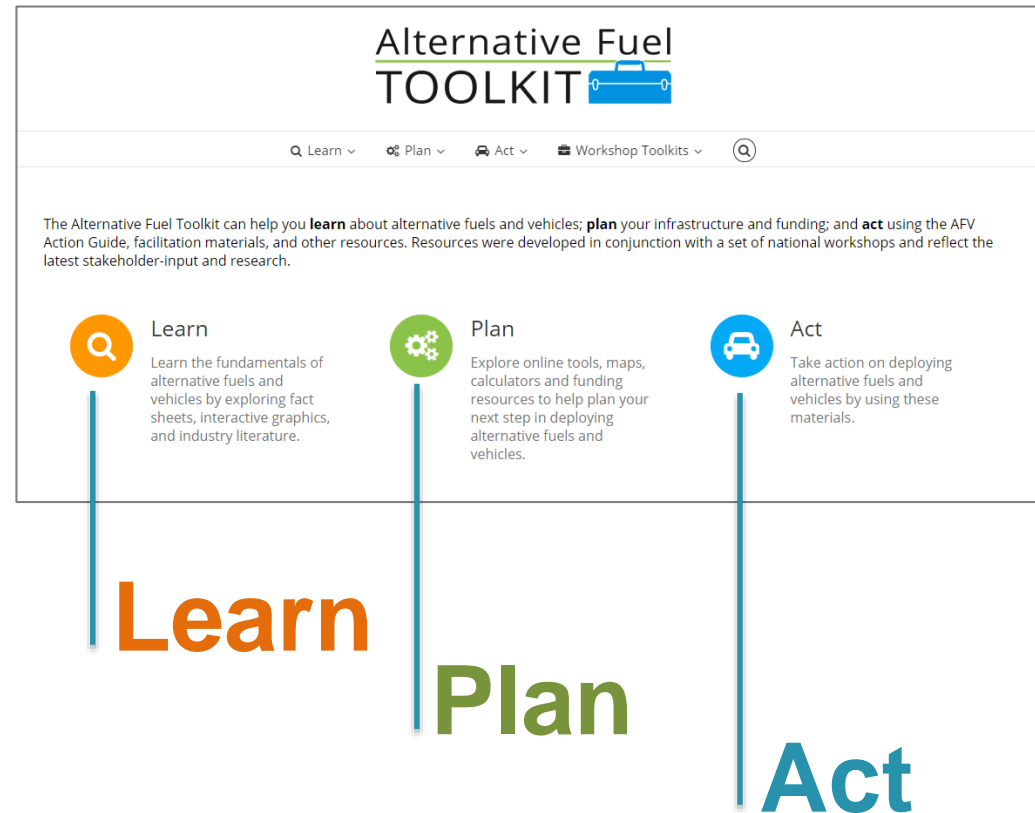 Alternative Fuel
TOOLKIT
Learn Plan Act Workshop Toolkits
The Alternative Fuel Toolkit can help you learn about alternative fuels and vehicles; plan your infrastructure and funding; and act using the AFV
Action Guide, facilitation materials, and other resources. Resources were developed in conjunction with a set of national workshops and reflect the
latest stakeholder-input and research.
Learn
Learn the fundamentals of
alternative fuels and
vehicles by exploring fact
sheets, interactive graphics,
and industry literature.
Plan
Explore online tools, maps,
calculators and funding
resources to help plan your
next step in deploying
alternative fuels and
vehicles.
Act
Take action on deploying
alternative fuels and
vehicles by using these
materials.
Learn
Plan
Act